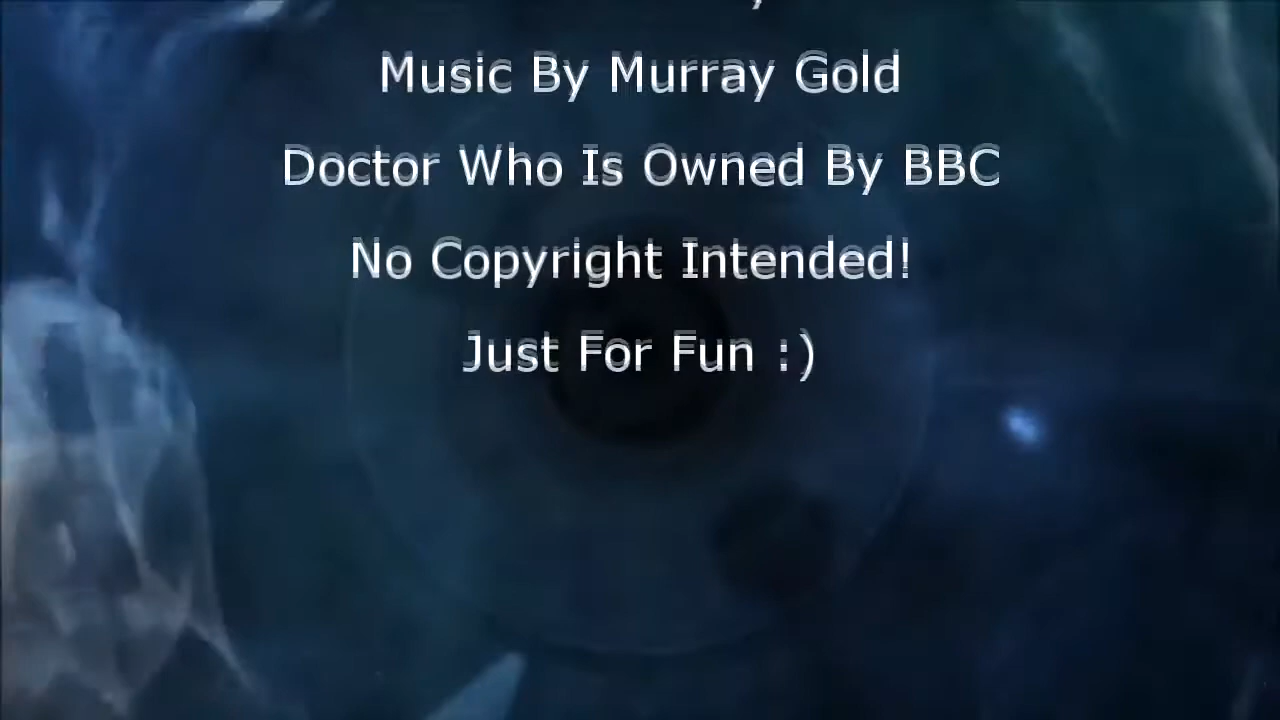 Music By Murray Gold
Doctor Who Is Owned By BBC
No Copyright Intended!
Just For Fun :)